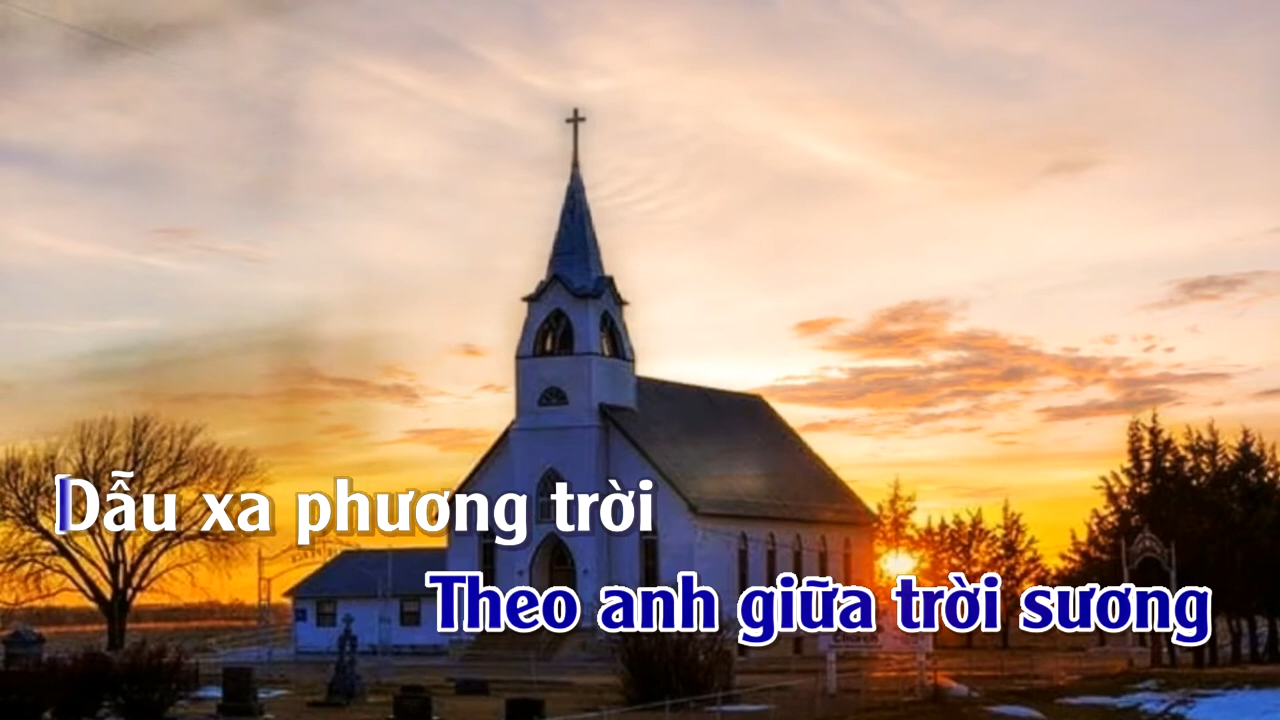 Dẫu xa phương trời
Theo anh giữa trời sương